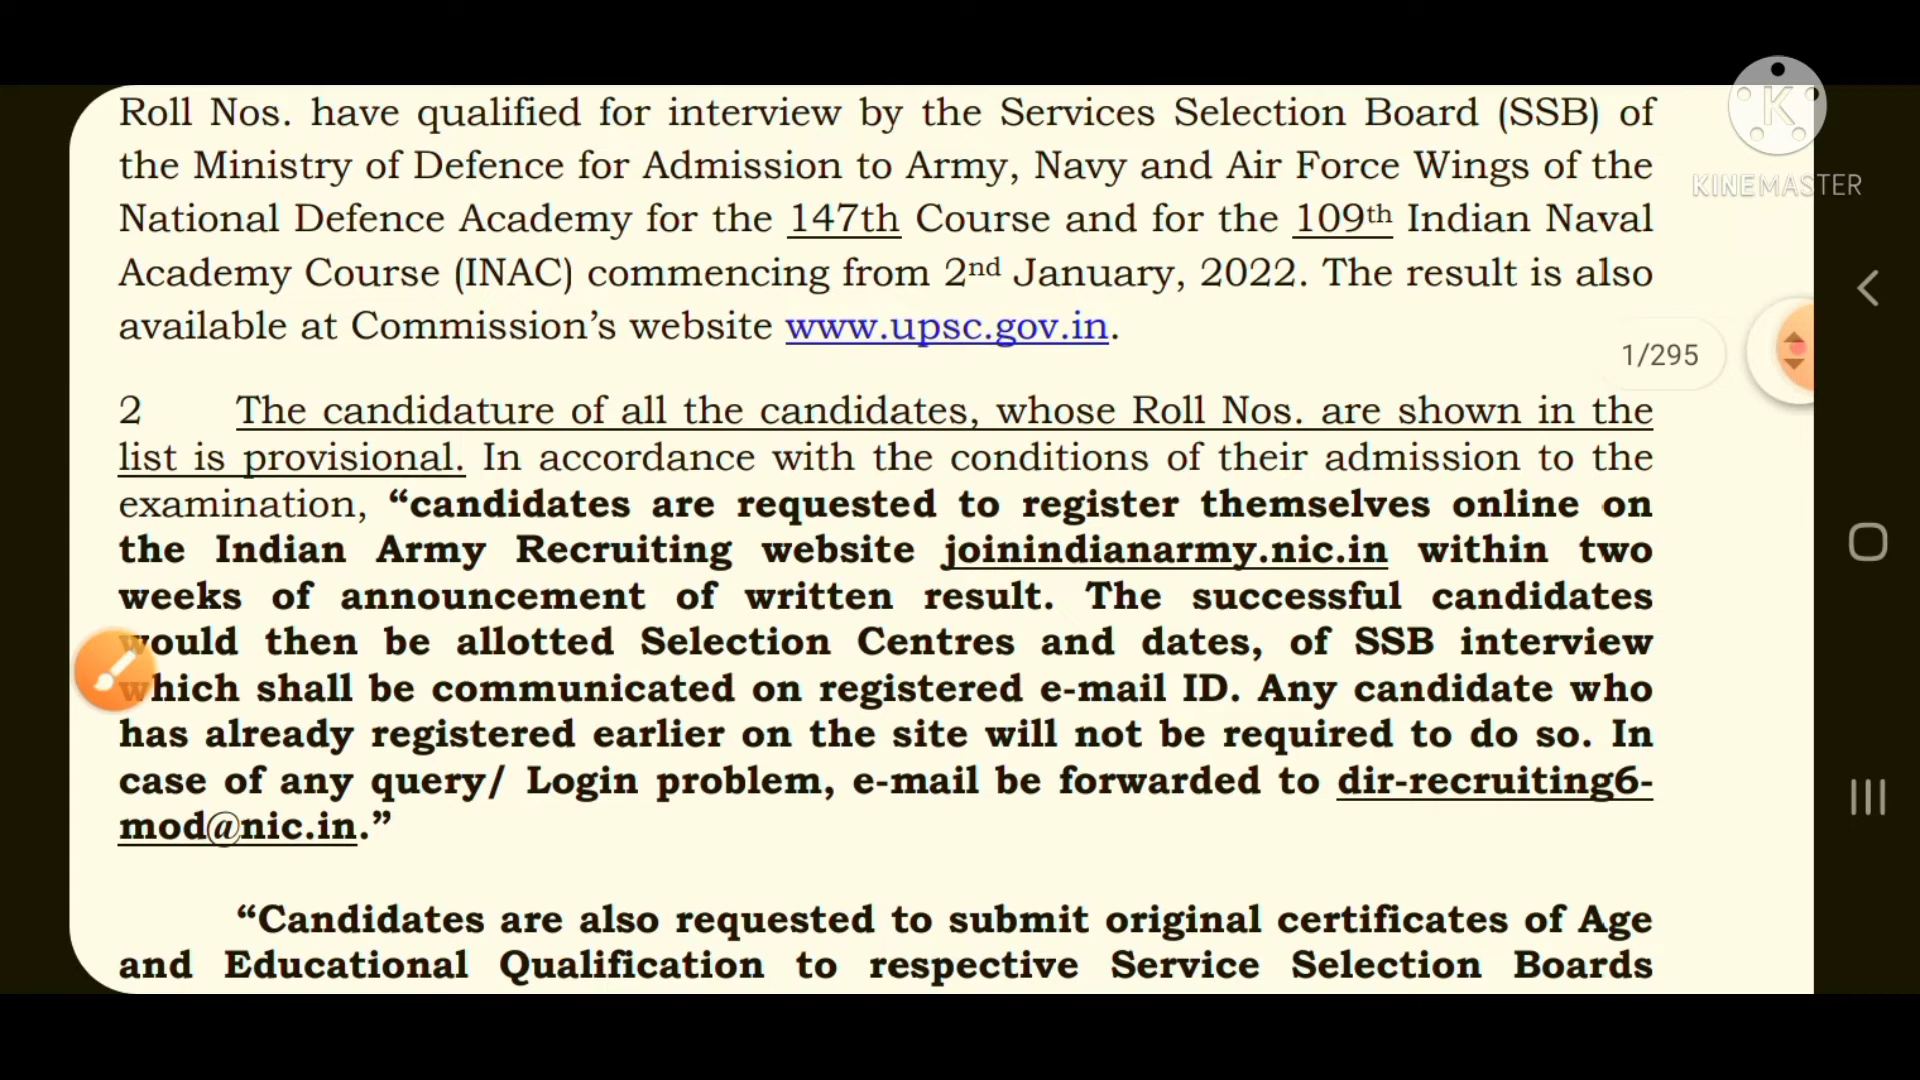 Roll Nos. have qualified for interview by the Services Selection Board (SSB) of
the Ministry of Defence for Admission to Army, Navy and Air Force Wings of the
National Defence Academy for the 147th Course and for the 109th Indian Naval
Academy Course (INAC) commencing from 2nd January, 2022. The result is also
available at Commission's website www.upsc.gov.in.
2 The candidature of all the candidates, whose Roll Nos. are shown in the
list is provisional. In accordance with the conditions of their admission to the
examination, "candidates are requested to register themselves online on
the Indian Army Recruiting website joinindianarmy.nic.in within two
weeks of announcement of written result. The successful candidates
would then be allotted Selection Centres and dates, of SSB interview
which shall be communicated on registered e-mail ID. Any candidate who
has already registered earlier on the site will not be required to do so. In
case of any query/ Login problem, e-mail be forwarded to dir-recruiting6-
mod@nic.in."
"Candidates are also requested to submit original certificates of Age
and Educational Qualification to respective Service Selection Boards
K
KINEMASTER
1/295